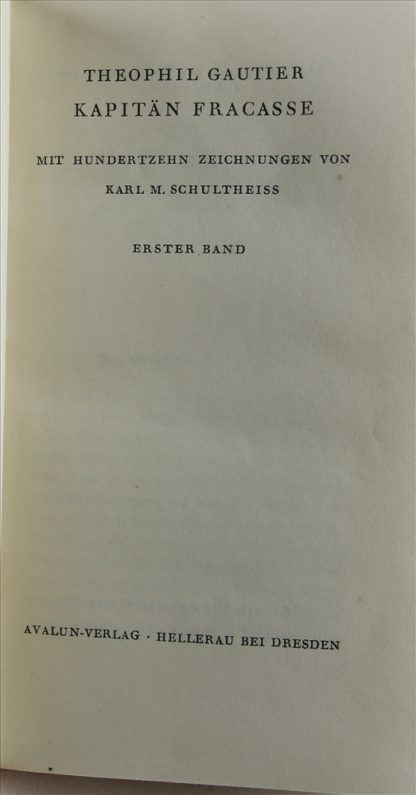 THEOPHIL GAUTIER
KAPITÄN FRACASSE
MIT HUNDERTZEHN ZEICHNUNGEN VON
KARL M. SCHULTHEISS
ERSTER BAND
AVALUN-VERLAG · HELLERAU BEI DRESDEN